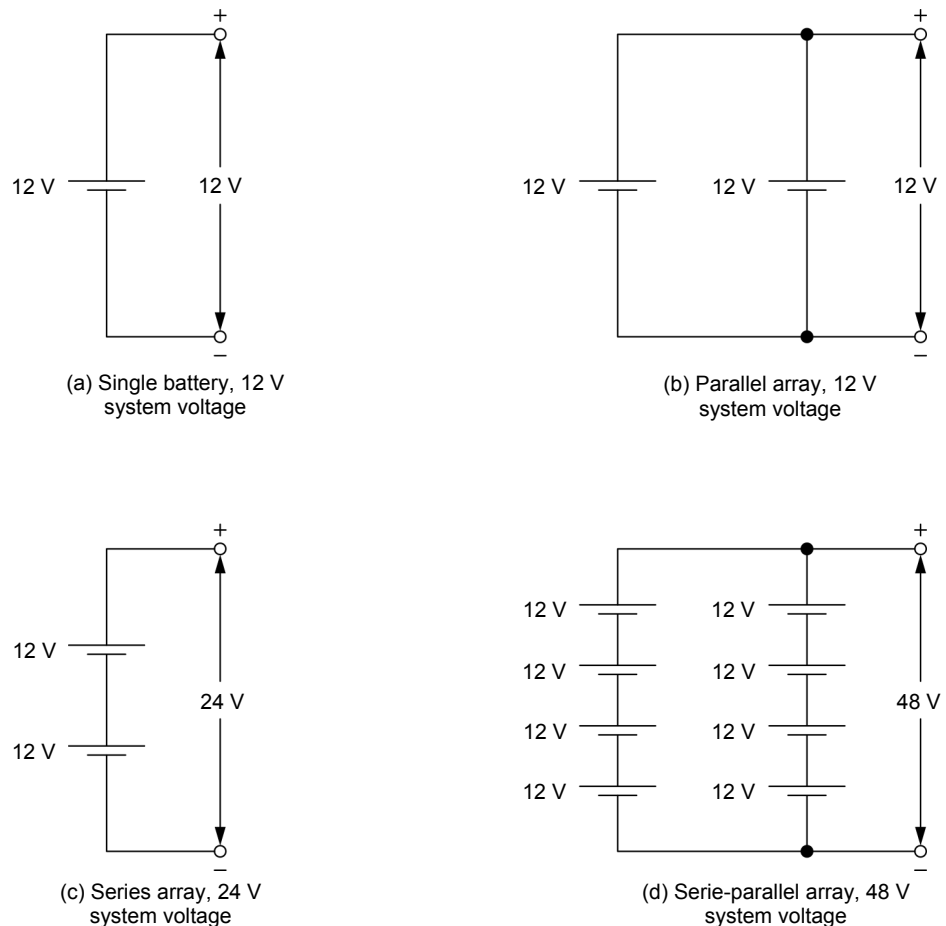 +
12 V
12 V
−
(a) Single battery, 12 V
system voltage
+
12 V
12 V
12 V
−
(b) Parallel array, 12 V
system voltage
+
12 V
24 V
12 V
−
(c) Series array, 24 V
system voltage
+
12 V
12 V
12 V
12 V
48 V
12 V
12 V
12 V
12 V
−
(d) Serie-parallel array, 48 V
system voltage